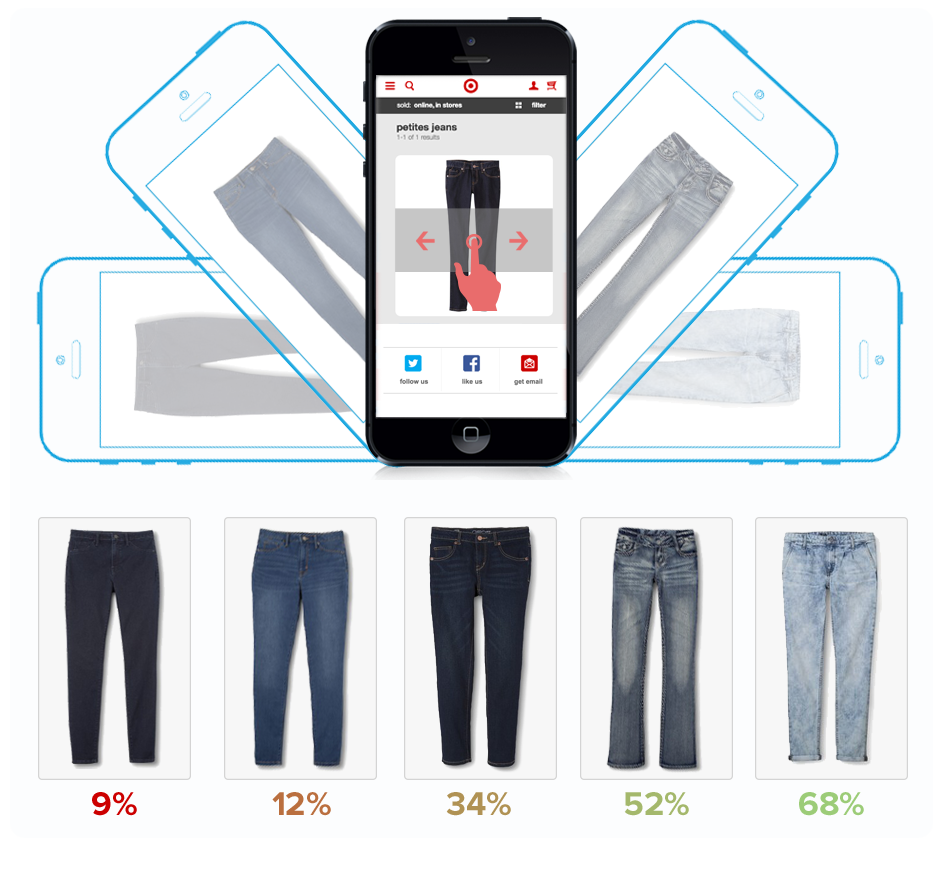 sold: online, in stores
filter
petites jeans
1-1 of 1 results
follow us
like us
get email
9%
12%
34%
52%
68%